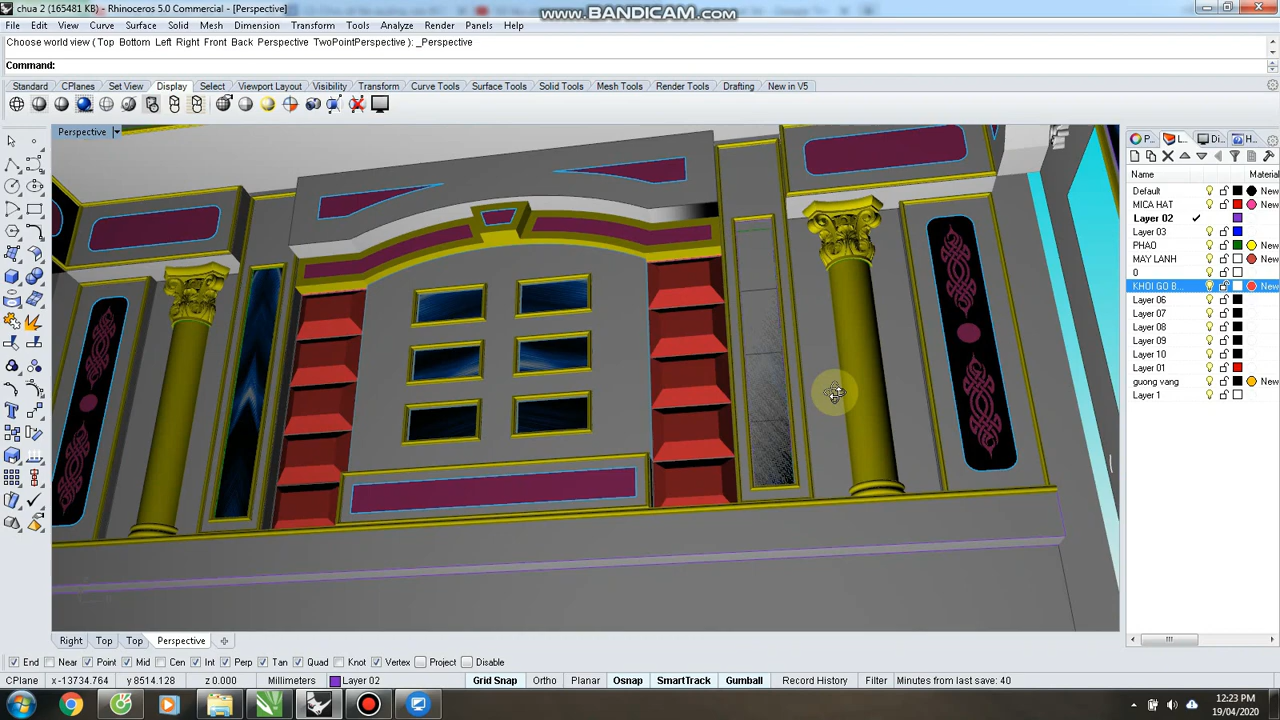 chua 2 (165481 KB) - Rhinoceros 5.0 Commercial - [Perspective]
www.BANDICAM.com
File Edit View Curve Surface Solid Mesh Dimension Transform Tools Analyze Render Panels Help
Choose world view ( Top Bottom Left Right Front Back Perspective TwoPointPerspective ): _Perspective
Command:
Standard CPlanes Set View Display Select Viewport Layout Visibility Transform Curve Tools Surface Tools Solid Tools Mesh Tools Render Tools Drafting New in V5
Perspective
P... L... Di... H...
Name Material
Default
MICA HAT New
Layer 02
Layer 03
PHAO New
MAY LANH New
0
KHOI GO B... New
Layer 06
Layer 07
Layer 08
Layer 09
Layer 10
Layer 01
guong vang New
Layer 1
Right Top Top Perspective
End Near Point Mid Cen Int Perp Tan Quad Knot Vertex Project Disable
CPlane x -13734.764 y 8514.128 z 0.000 Millimeters Layer 02 Grid Snap Ortho Planar Osnap SmartTrack Gumball Record History Filter Minutes from last save: 40
12:23 PM
19/04/2020